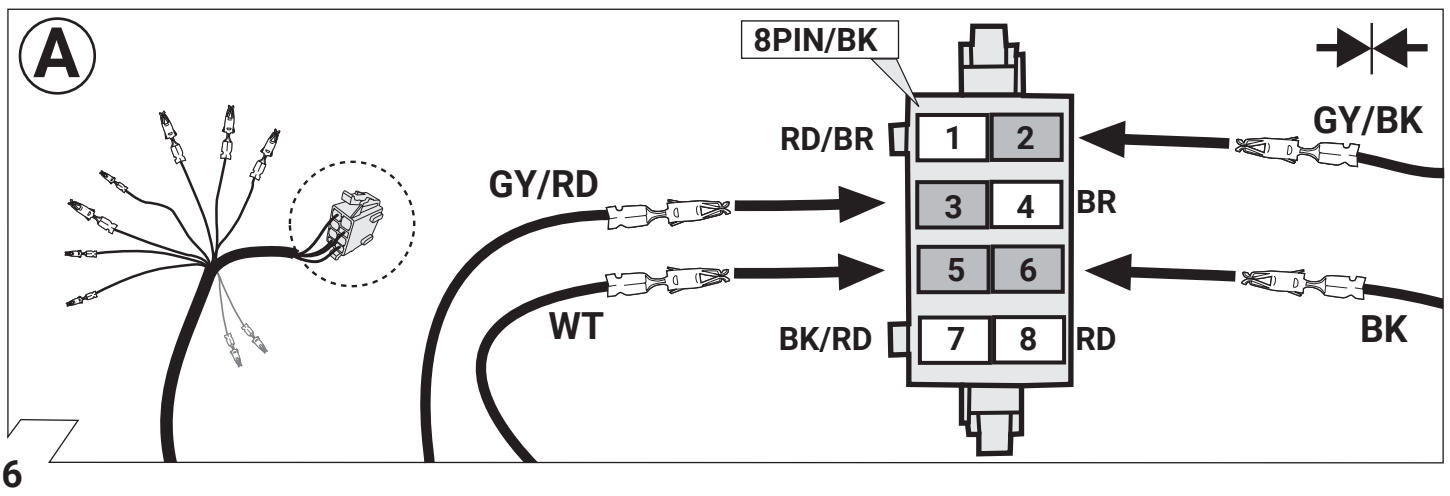 A
8PIN/BK
RD/BR 1 2 GY/BK
GY/RD 3 4 BR
WT 5 6 BK
BK/RD 7 8 RD
6